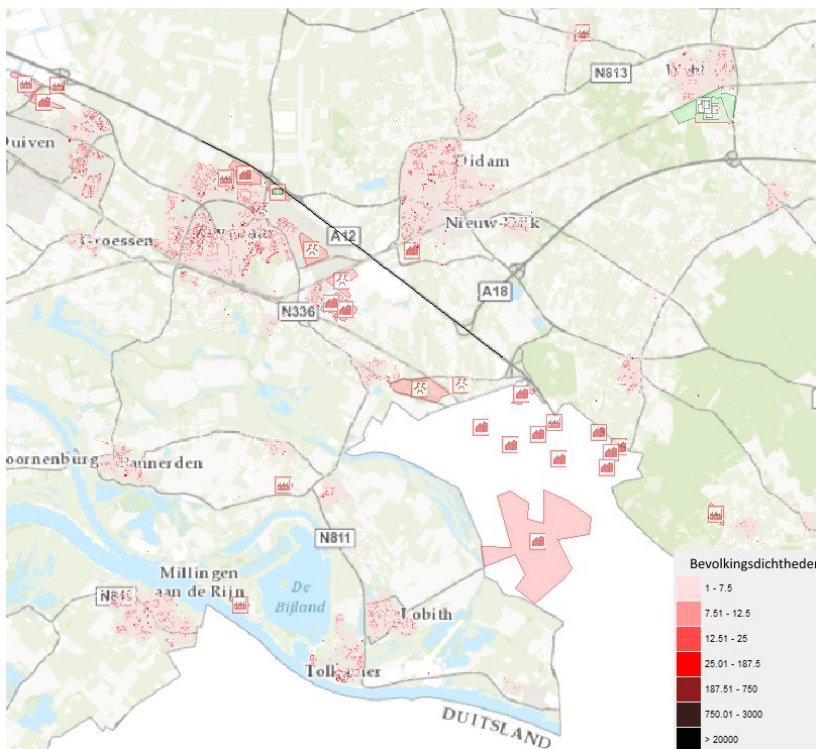 N813
Wehl
Duiven
Didam
Zevenaar
Nieuw-Dijk
Groessen
A12
A18
N336
Doornenburg
Pannerden
N811
Millingen
aan de Rijn
De
Bijland
Lobith
Tolkamer
DUITSLAND
Bevolkingsdichtheden
1 - 7.5
7.51 - 12.5
12.51 - 25
25.01 - 187.5
187.51 - 750
750.01 - 3000
> 20000